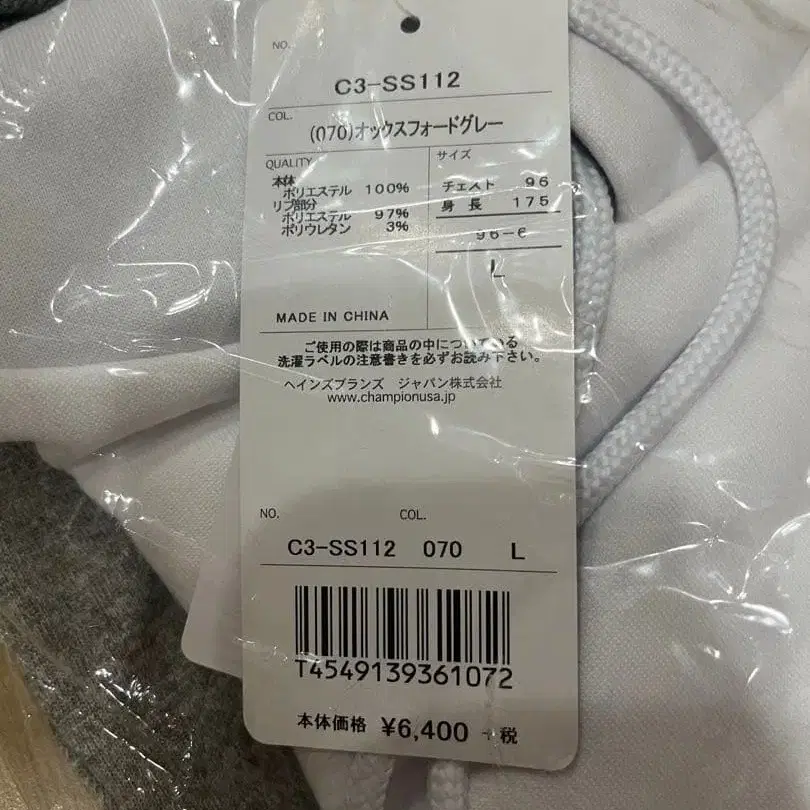 NO.
C3-SS112
COL.
(070)オックスフォードグレー
QUALITY
本体
ポリエステル 100%
リブ部分
ポリエステル 97%
ポリウレタン 3%
サイズ
チェスト 96
身長 175
96-6
L
MADE IN CHINA
ご使用の際は商品の中についている
洗濯ラベルの注意書きを必ずお読み下さい。
ヘインズブランズ ジャパン株式会社
www.championusa.jp
NO. COL.
C3-SS112 070 L
T4549139361072
本体価格 ¥6,400 +税